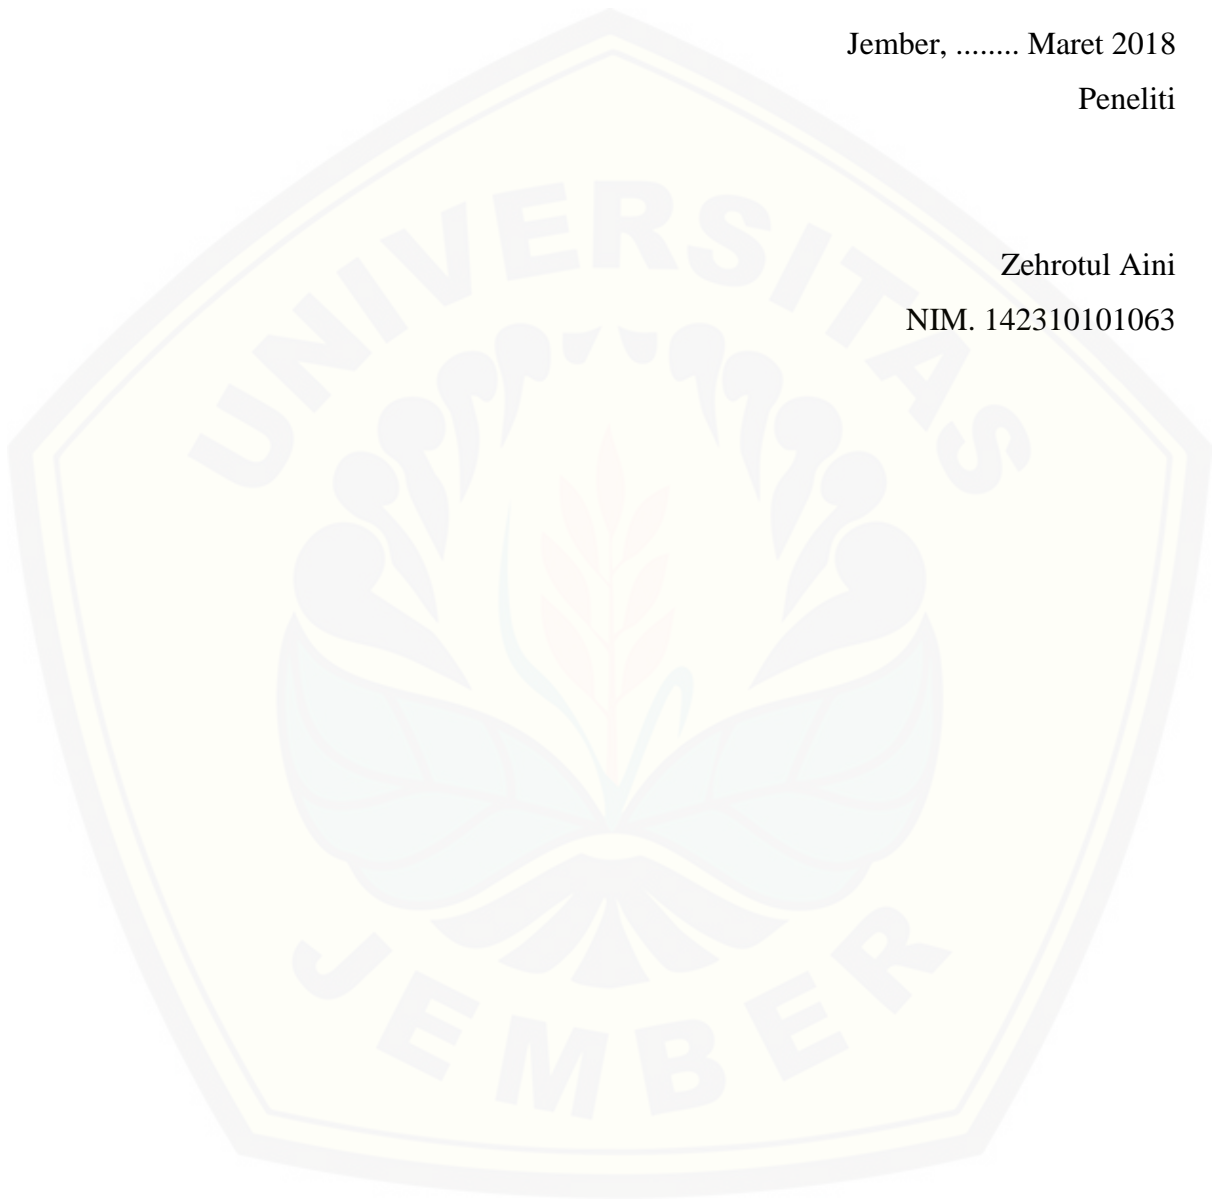 Jember, ........ Maret 2018
Peneliti
Zehrotul Aini
NIM. 142310101063
UNIVERSITAS
JEMBER